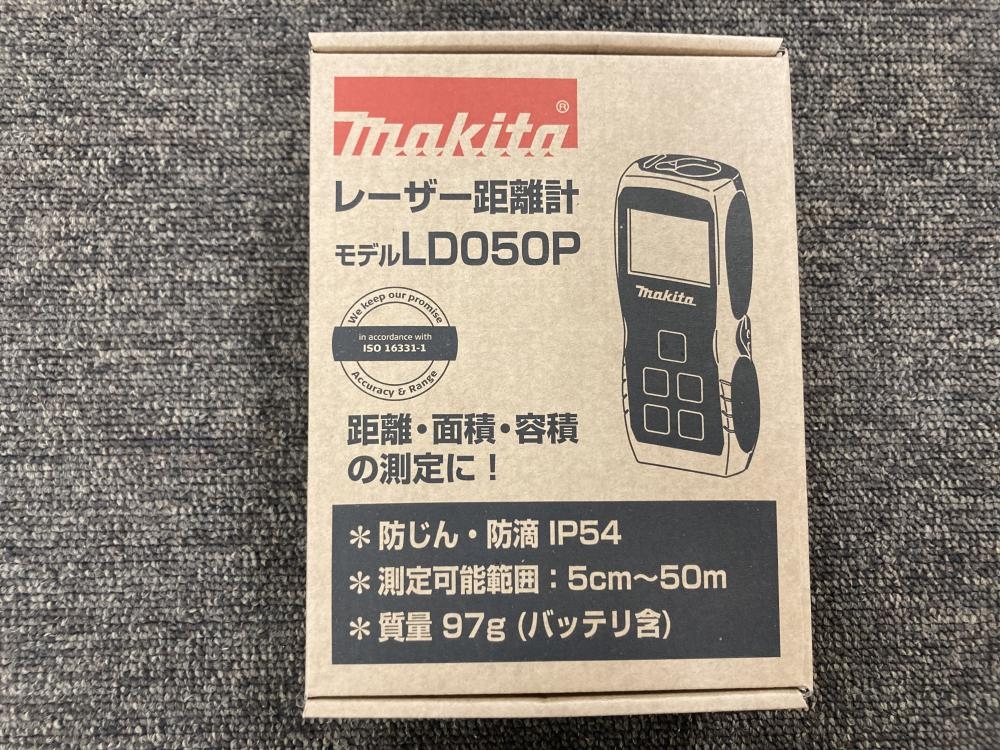 makita®
レーザー距離計
モデルLD050P
We keep our promise
in accordance with
ISO 16331-1
Accuracy & Range
makita
距離・面積・容積
の測定に!
＊防じん・防滴 IP54
＊測定可能範囲：5cm～50m
＊質量 97g (バッテリ含)